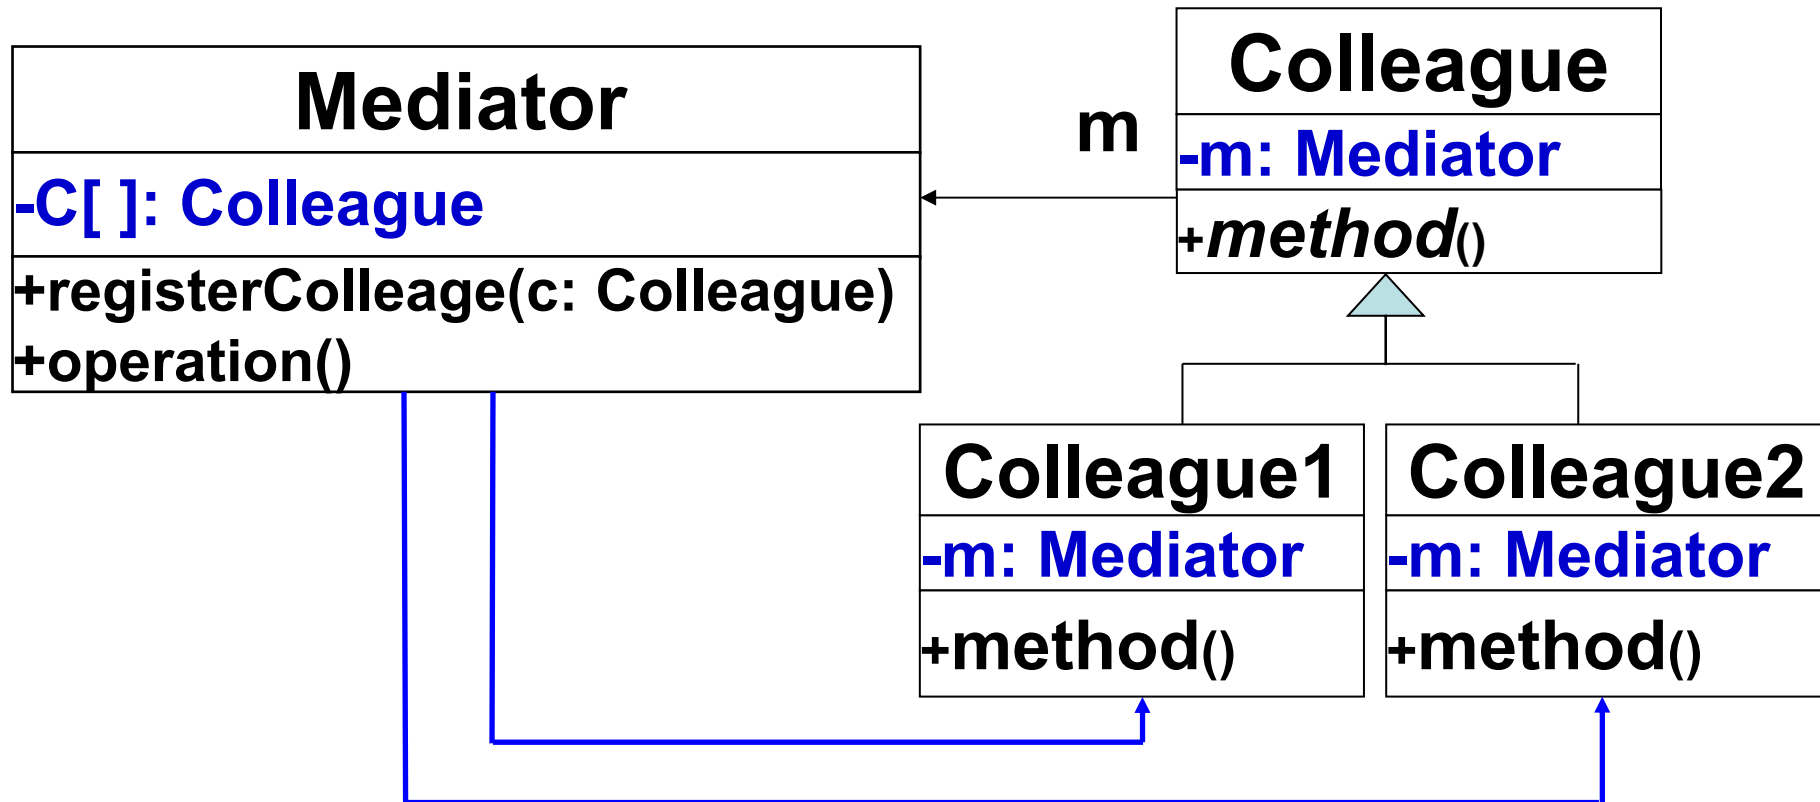 Mediator
-C[ ]: Colleague
+registerColleage(c: Colleague)
+operation()
m
Colleague
-m: Mediator
+method()
Colleague1
-m: Mediator
+method()
Colleague2
-m: Mediator
+method()